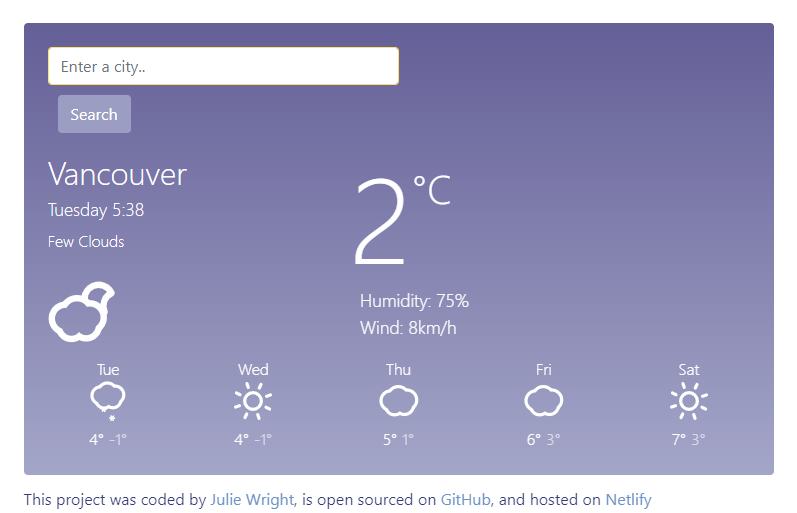 Enter a city..
Search
Vancouver
Tuesday 5:38
Few Clouds
2 °C
Humidity: 75%
Wind: 8km/h
Tue Wed Thu Fri Sat
4° -1° 4° -1° 5° 1° 6° 3° 7° 3°
This project was coded by Julie Wright, is open sourced on GitHub, and hosted on Netlify